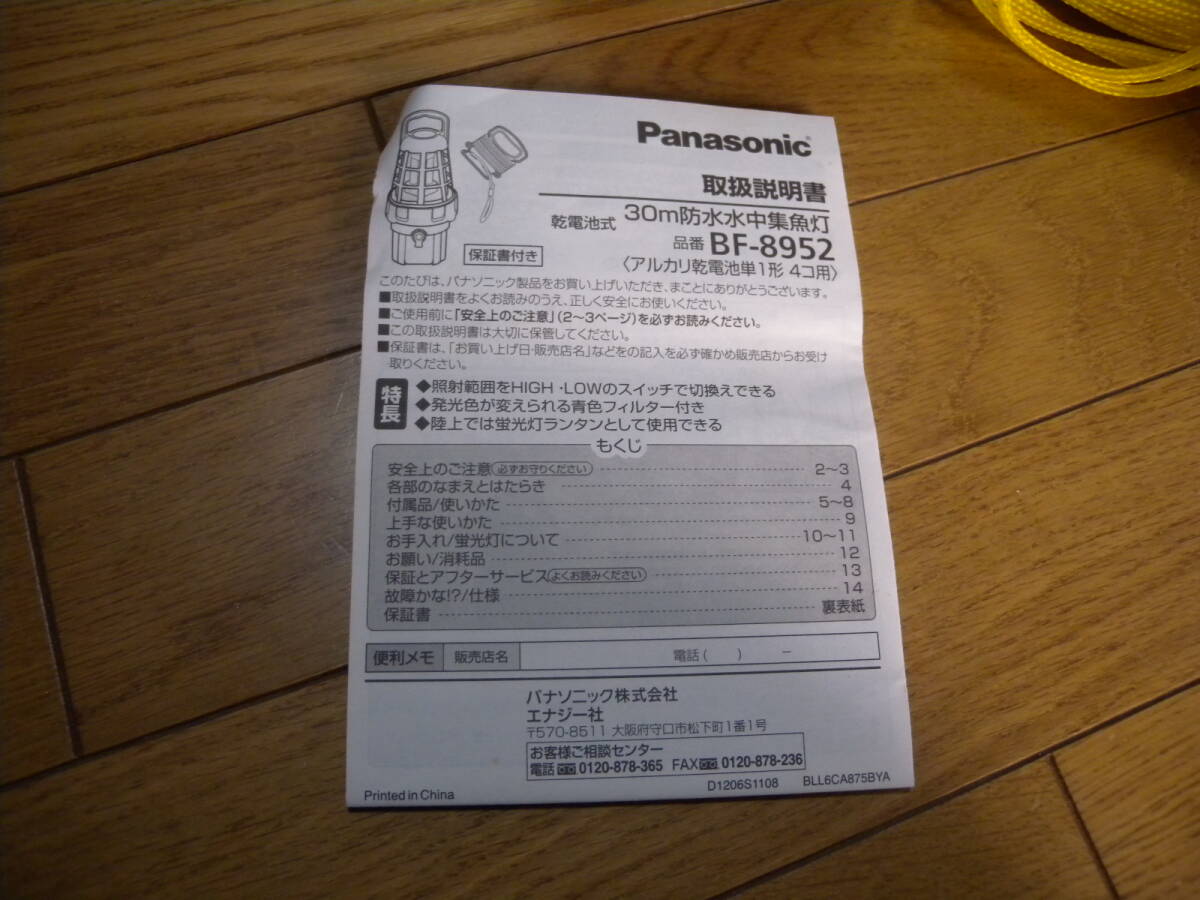 Panasonic
取扱説明書
乾電池式 30m防水水中集魚灯
品番 BF-8952
〈アルカリ乾電池単1形 4コ用〉
保証書付き
このたびは、パナソニック製品をお買い上げいただき、まことにありがとうございます。
■取扱説明書をよくお読みのうえ、正しく安全にお使いください。
■ご使用前に「安全上のご注意」(2〜3ページ)を必ずお読みください。
■この取扱説明書は大切に保管してください。
■保証書は、「お買い上げ日・販売店名」などをの記入を必ず確かめ販売店からお受け
取りください。
特長
◆照射範囲をHIGH・LOWのスイッチで切換えできる
◆発光色が変えられる青色フィルター付き
◆陸上では蛍光灯ランタンとして使用できる
もくじ
安全上のご注意 必ずお守りください 2〜3
各部のなまえとはたらき 4
付属品/使いかた 5〜8
上手な使いかた 9
お手入れ/蛍光灯について 10〜11
お願い/消耗品 12
保証とアフターサービス よくお読みください 13
故障かな!?/仕様 14
保証書 裏表紙
便利メモ 販売店名 電話( ) −
パナソニック株式会社
エナジー社
〒570-8511 大阪府守口市松下町1番1号
お客様ご相談センター
電話 0120-878-365 FAX 0120-878-236
Printed in China D1206S1108 BLL6CA875BYA